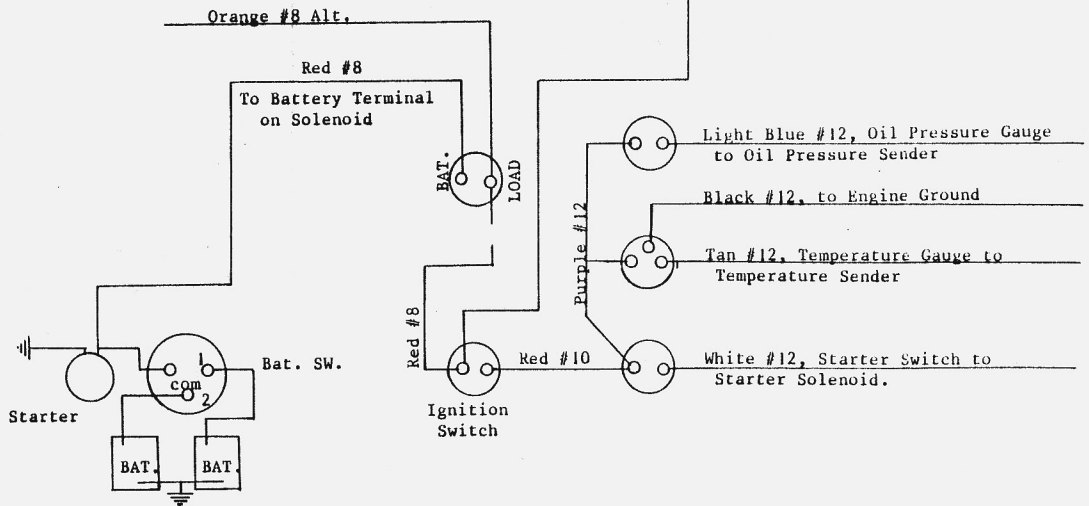 Orange #8 Alt.
Red #8
To Battery Terminal
on Solenoid
BAT.
LOAD
Light Blue #12, Oil Pressure Gauge
to Oil Pressure Sender
Black #12, to Engine Ground
Purple #12
Tan #12, Temperature Gauge to
Temperature Sender
Red #8
Red #10
White #12, Starter Switch to
Starter Solenoid.
Ignition
Switch
Bat. SW.
1
com
2
Starter
BAT.
BAT.